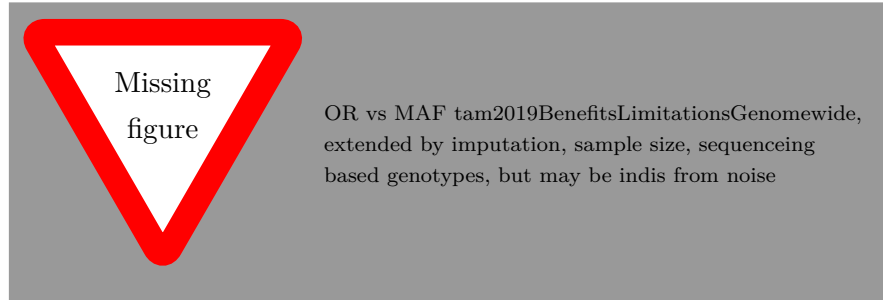 Missing
figure
OR vs MAF tam2019BenefitsLimitationsGenomewide,
extended by imputation, sample size, sequenceing
based genotypes, but may be indis from noise